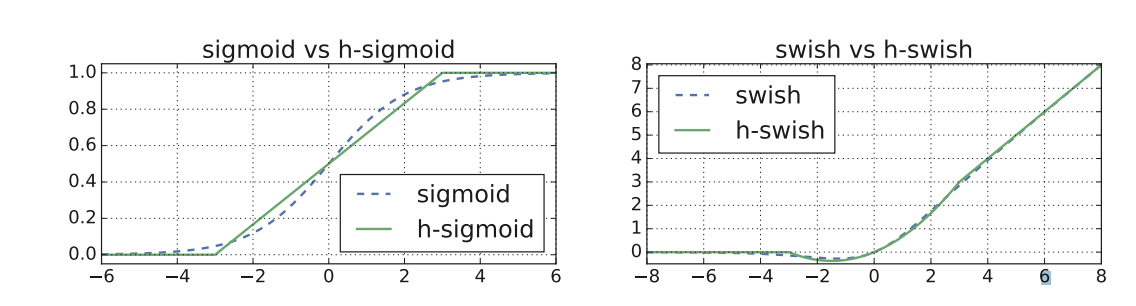 sigmoid vs h-sigmoid
1.0
0.8
0.6
0.4
0.2
0.0
−6 −4 −2 0 2 4 6
sigmoid
h-sigmoid
swish vs h-swish
8
7
6
5
4
3
2
1
0
−8 −6 −4 −2 0 2 4 6 8
swish
h-swish